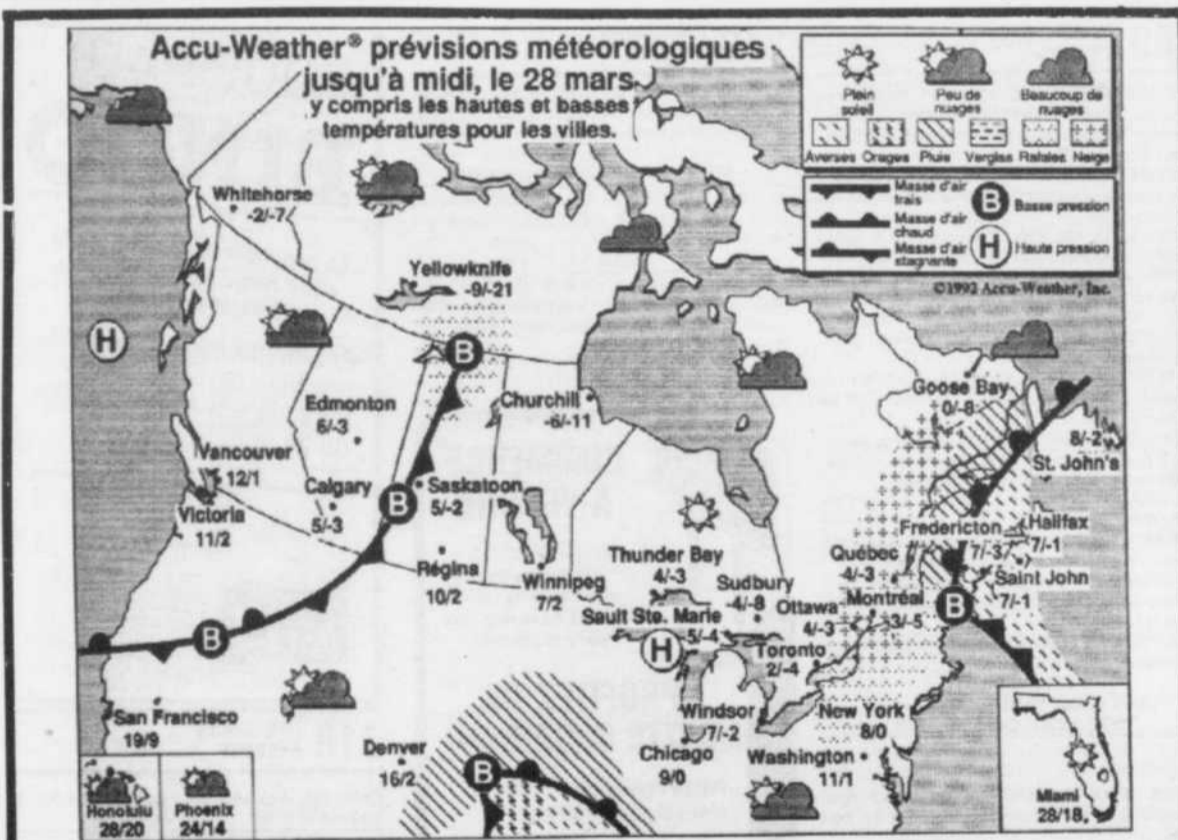 Accu-Weather® prévisions météorologiques
jusqu'à midi, le 28 mars
y compris les hautes et basses
températures pour les villes.
Plein
soleil
Peu de
nuages
Beaucoup de
nuages
Averses Orages Pluie Verglas Rafales Neige
Masse d'air
frais
Masse d'air
chaud
Masse d'air
stagnante
B Basse pression
H Haute pression
©1992 Accu-Weather, Inc.
Whitehorse
-2/-7
Yellowknife
-9/-21
H
B
Goose Bay
0/-8
Edmonton
6/-3
Churchill
-6/-11
8/-2
St. John's
Vancouver
12/1
Calgary
5/-3
B
Saskatoon
5/-2
Victoria
11/2
Fredericton
7/-3
Halifax
7/-1
Thunder Bay
4/-3
Québec
4/-3
Régina
10/2
Winnipeg
7/2
Sudbury
-4/-8
Saint John
7/-1
Sault Ste. Marie
5/-4
Ottawa
4/-3
Montréal
3/-5
B
B
H
Toronto
2/-4
San Francisco
19/9
Windsor
7/-2
New York
8/0
Denver
16/2
Chicago
9/0
Washington
11/1
B
Honolulu
28/20
Phoenix
24/14
Miami
28/18